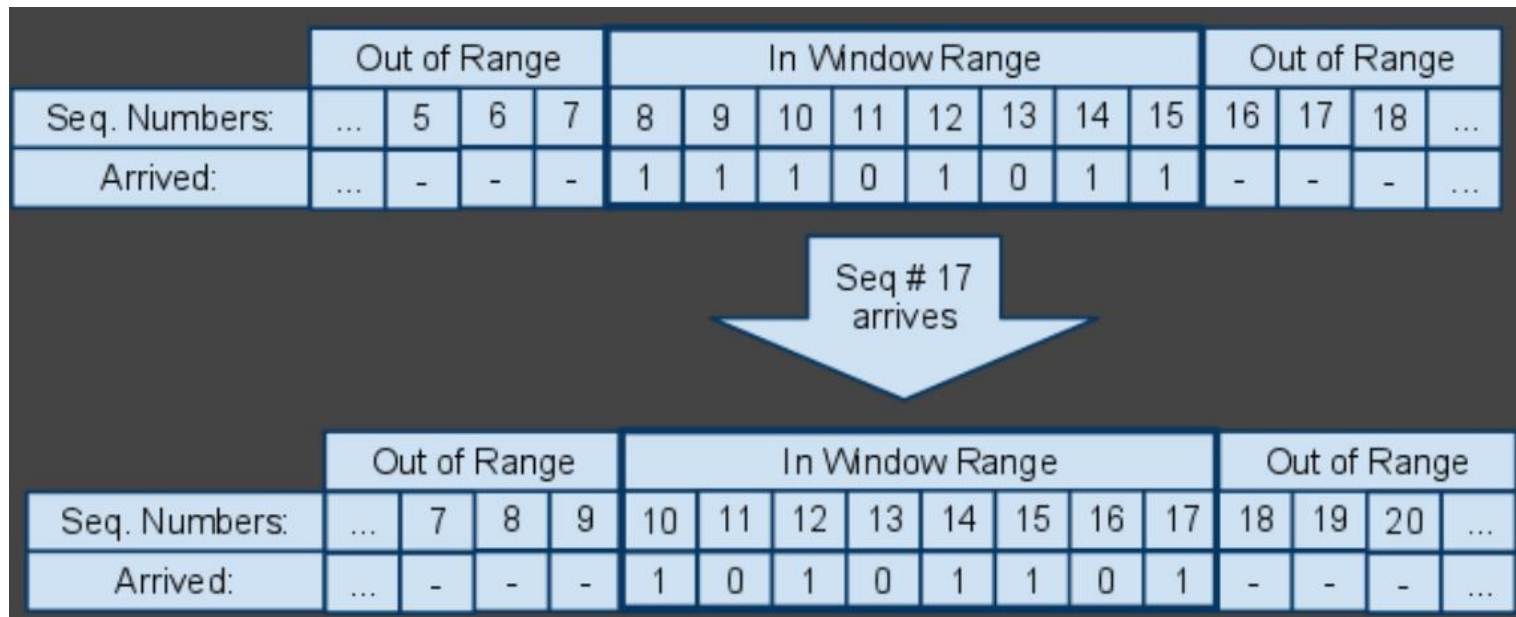 Out of Range In Window Range Out of Range
Seq. Numbers: ... 5 6 7 8 9 10 11 12 13 14 15 16 17 18 ...
Arrived: ... - - - 1 1 1 0 1 0 1 1 - - - ...
Seq # 17
arrives
Out of Range In Window Range Out of Range
Seq. Numbers: ... 7 8 9 10 11 12 13 14 15 16 17 18 19 20 ...
Arrived: ... - - - 1 0 1 0 1 1 0 1 - - - ...